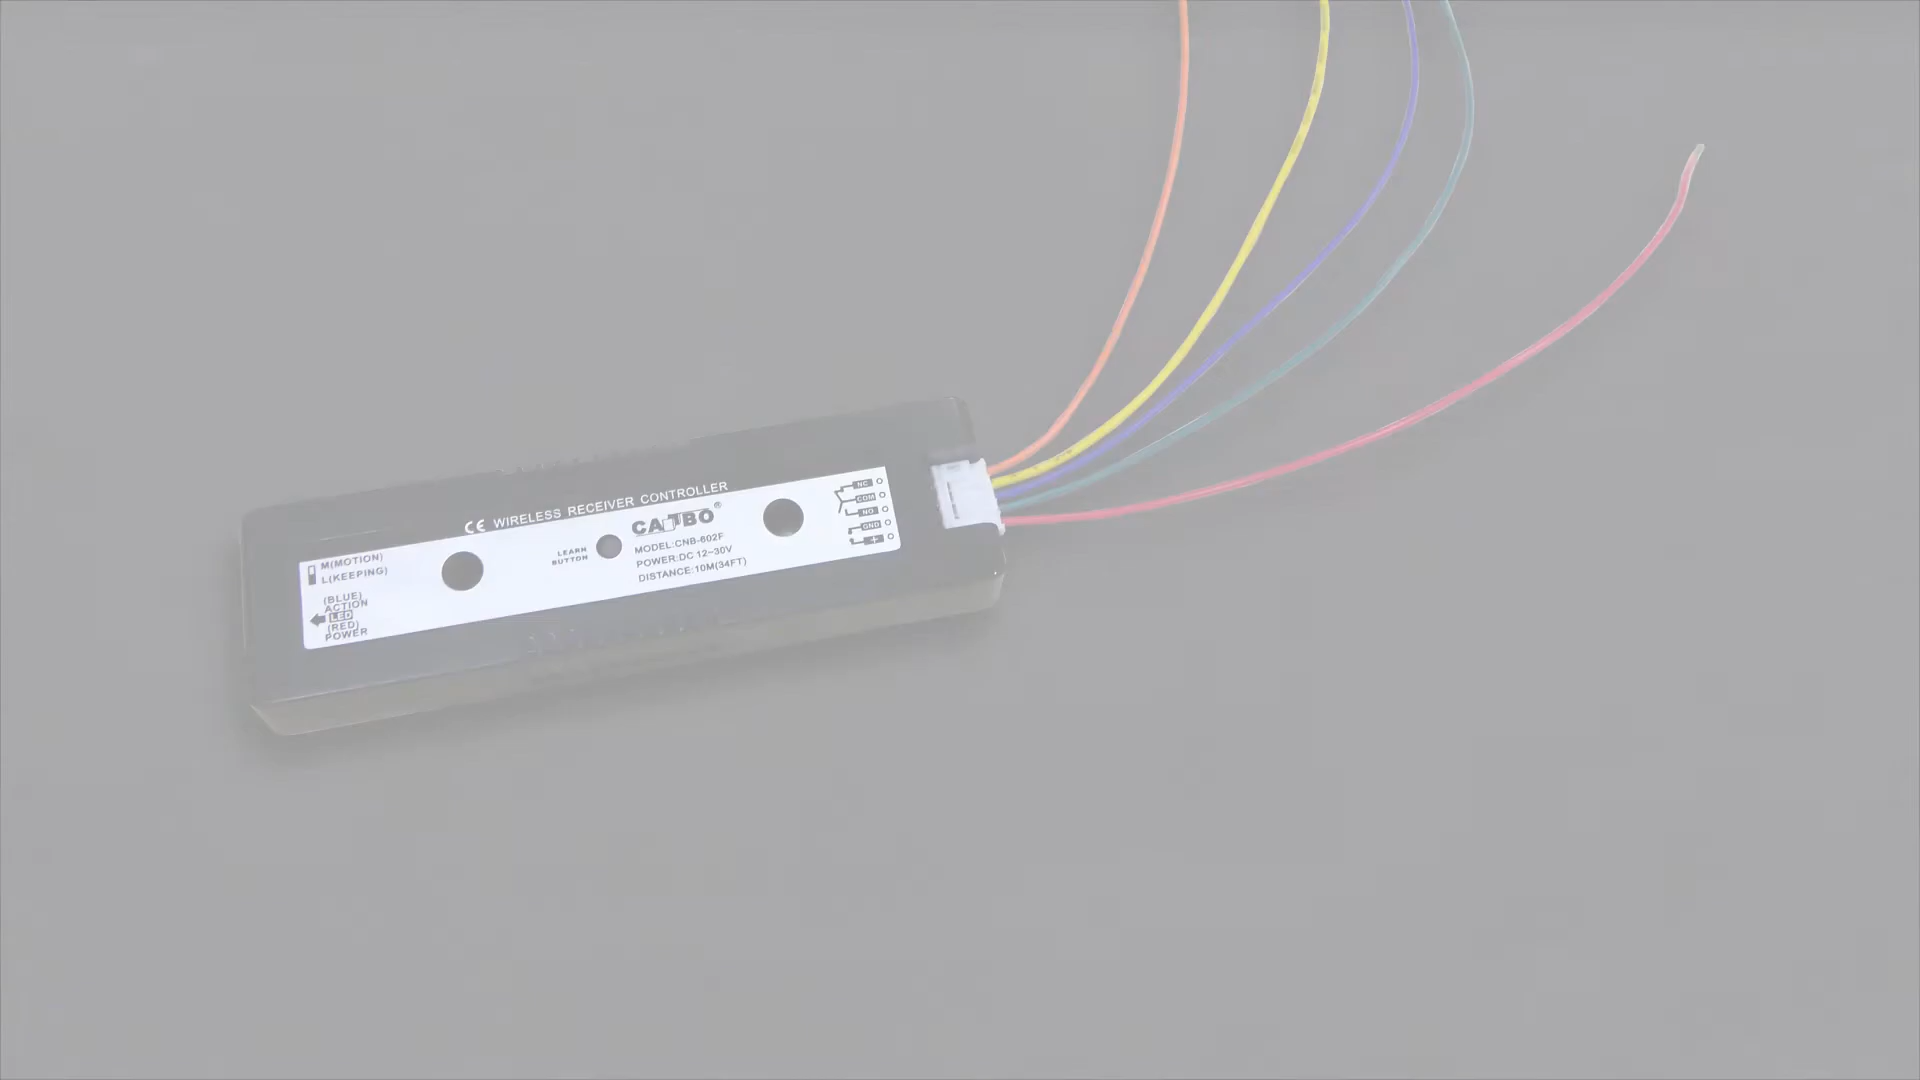 CE WIRELESS RECEIVER CONTROLLER
M(MOTION)
L(KEEPING)
(BLUE)
ACTION
LED
(RED)
POWER
LEARN
BUTTON
MODEL:CNB-602F
POWER:DC 12~30V
DISTANCE:10M(34FT)
NC
COM
NO
GND
+